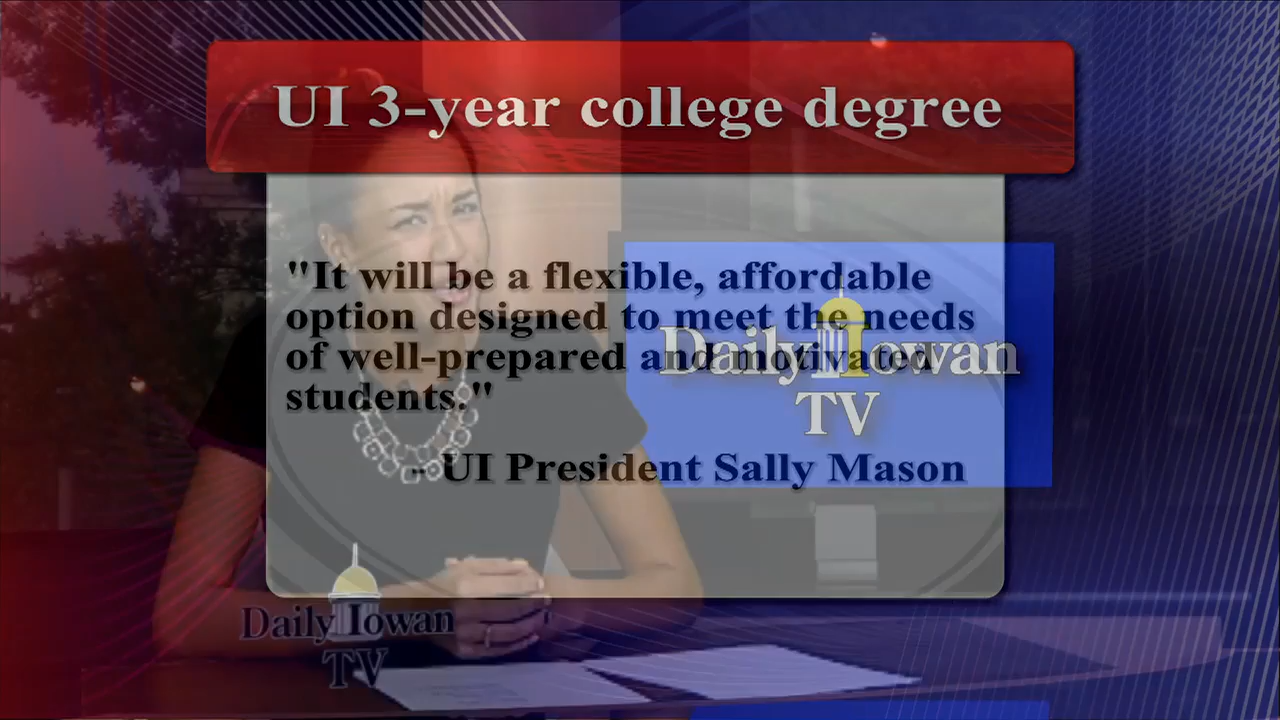 UI 3-year college degree
"It will be a flexible, affordable
option designed to meet the needs
of well-prepared and motivated
students."
- UI President Sally Mason
Daily Iowan
TV
Daily Iowan
TV